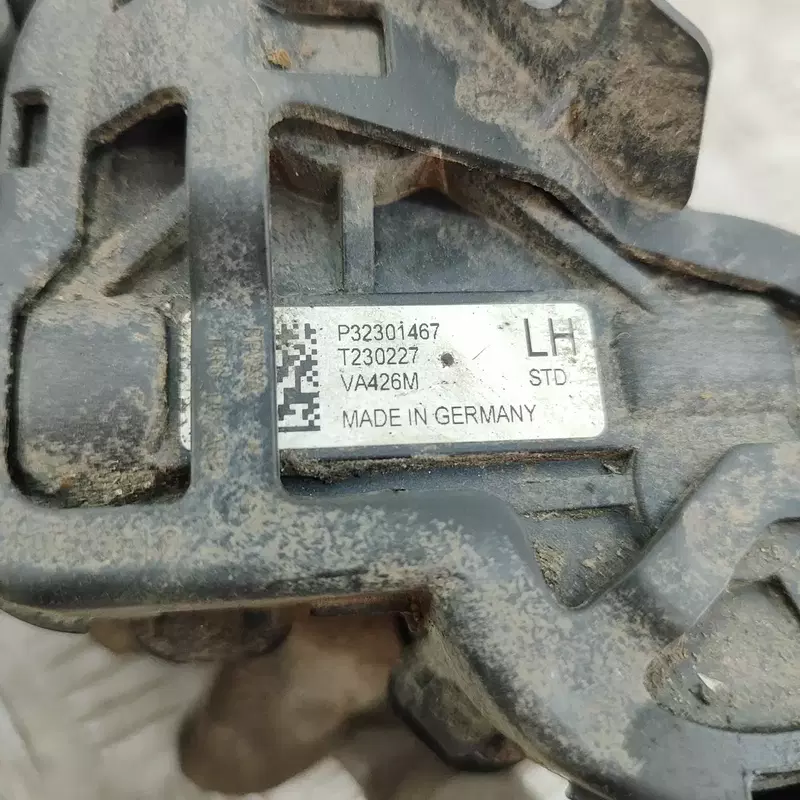 P32301467
T230227
VA426M
MADE IN GERMANY
LH
STD